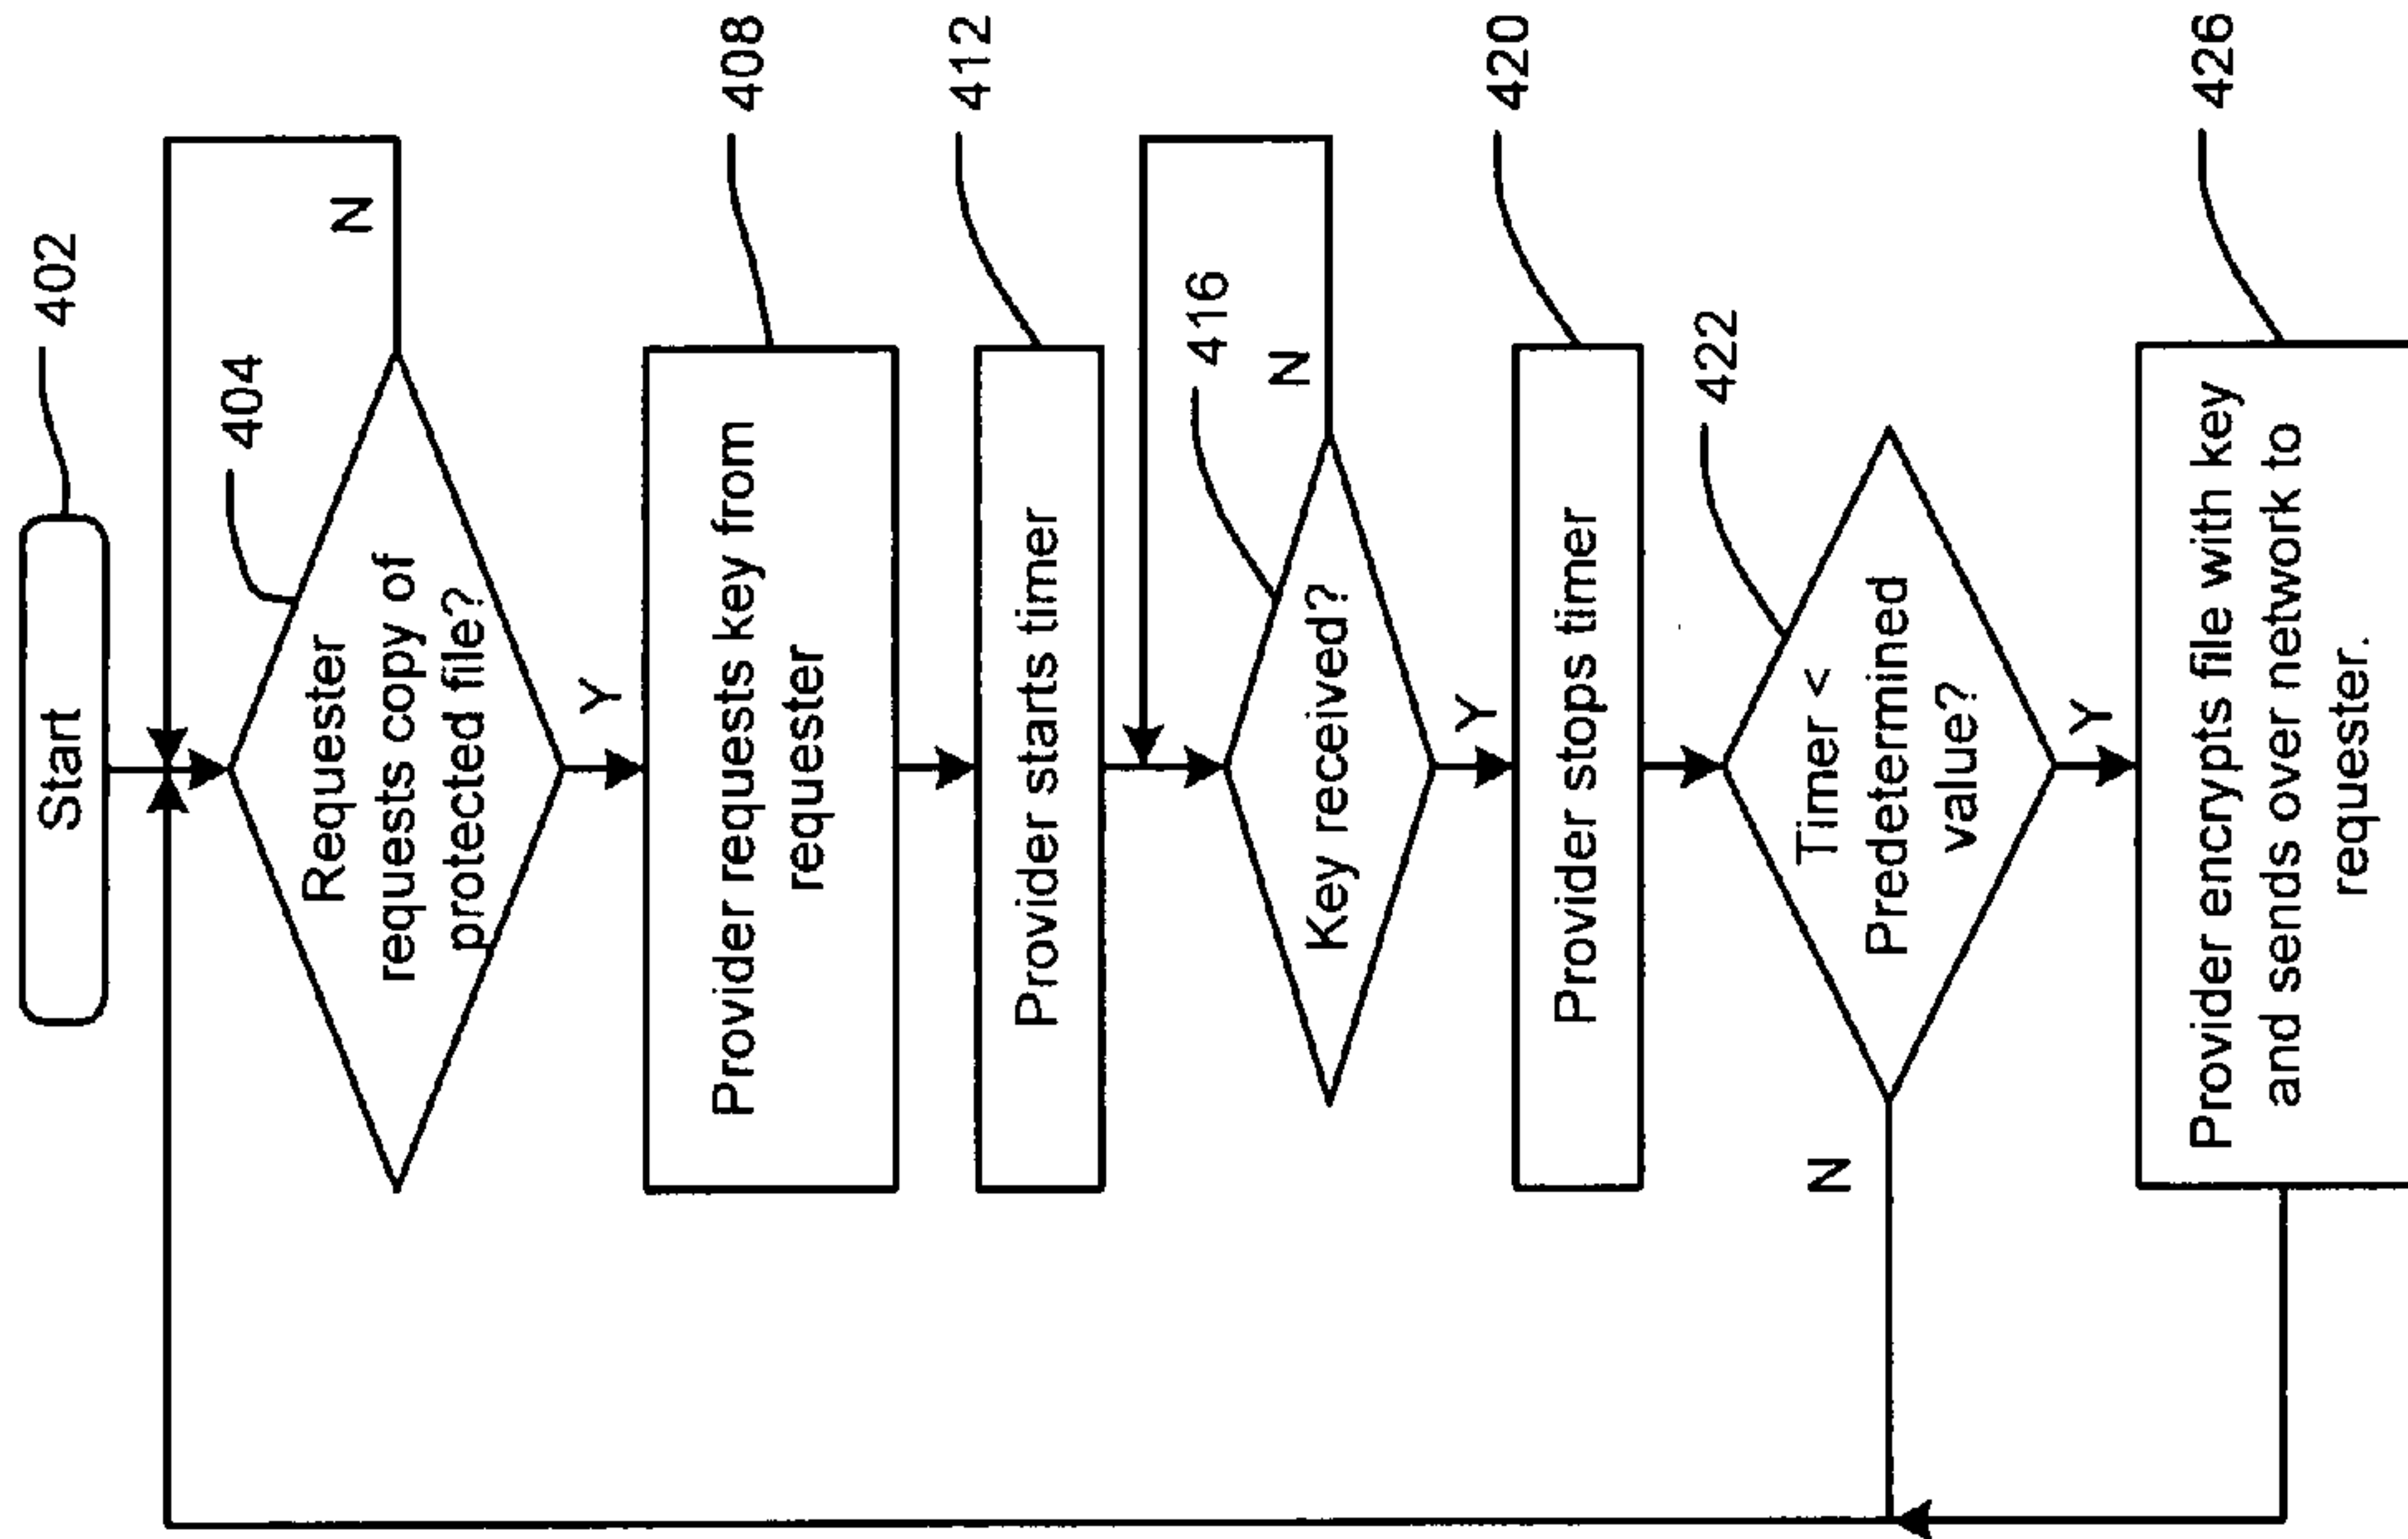 Start
402
404
Requester
requests copy of
protected file?
N
Y
408
Provider requests key from
requester
412
Provider starts timer
416
Key received?
N
Y
420
Provider stops timer
422
Timer <
Predetermined
value?
N
Y
426
Provider encrypts file with key
and sends over network to
requester.